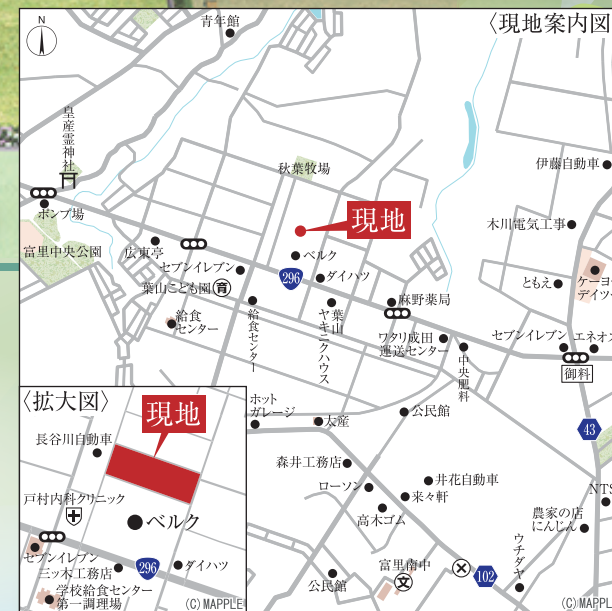 〈現地案内図
N
青年館
皇産霊神社
秋葉牧場
伊藤自動車
現地
ポンプ場
木川電気工事
富里中央公園
広東亭
ベルク
セブンイレブン
296
ダイハツ
ともえ
ケーヨー
デイツー
葉山こども園
育
麻野薬局
給食
センター
給食センター
葉山
ヤキニクハウス
ワタリ成田
運送センター
中央肥料
セブンイレブン
エネオス
御料
〈拡大図〉
現地
ホット
ガレージ
大産
公民館
43
長谷川自動車
森井工務店
井花自動車
ローソン
来々軒
NTS
戸村内科クリニック
ベルク
高木ゴム
農家の店
にんじん
セブンイレブン
三ッ木工務店
296
ダイハツ
学校給食センター
第一調理場
公民館
富里南中
文
102
ウチダヤ
(C)MAPPLE
(C)MAPPL